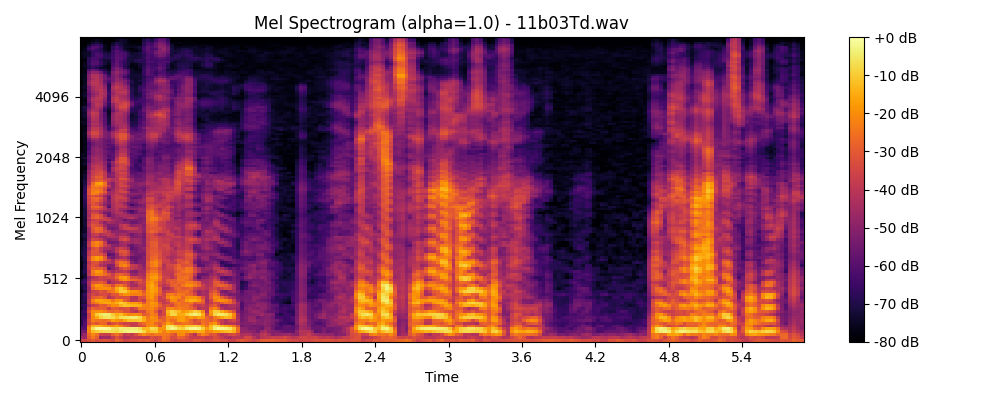 Mel Spectrogram (alpha=1.0) - 11b03Td.wav
Mel Frequency
4096
2048
1024
512
0
0 0.6 1.2 1.8 2.4 3 3.6 4.2 4.8 5.4
Time
+0 dB
-10 dB
-20 dB
-30 dB
-40 dB
-50 dB
-60 dB
-70 dB
-80 dB